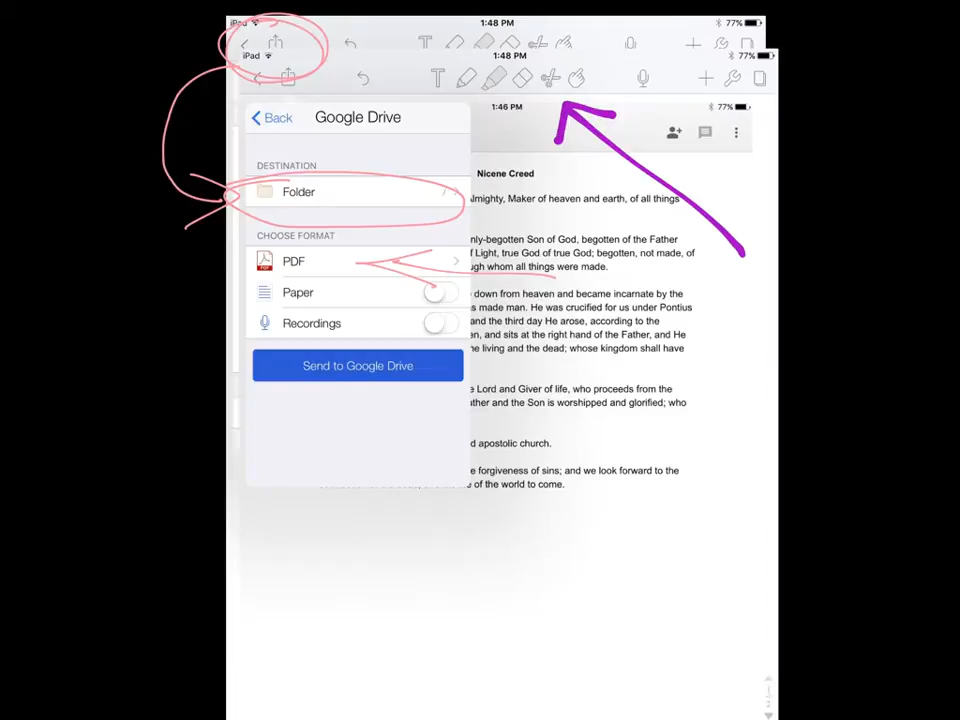 iPad 1:48 PM 77%
iPad 1:48 PM 77%
T
1:46 PM 77%
Back Google Drive
Nicene Creed
DESTINATION
Folder /
Almighty, Maker of heaven and earth, of all things
CHOOSE FORMAT
nly-begotten Son of God, begotten of the Father
f Light, true God of true God; begotten, not made, of
PDF
ugh whom all things were made.
Paper
down from heaven and became incarnate by the
s made man. He was crucified for us under Pontius
Recordings
and the third day He arose, according to the
en, and sits at the right hand of the Father, and He
he living and the dead; whose kingdom shall have
Send to Google Drive
e Lord and Giver of life, who proceeds from the
ather and the Son is worshipped and glorified; who
d apostolic church.
e forgiveness of sins; and we look forward to the
e of the world to come.